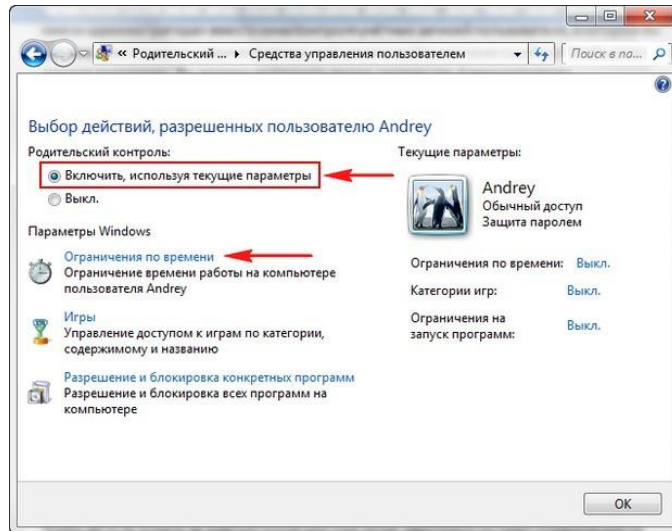 « Родительский ... ▸ Средства управления пользователем
Поиск в па...
Выбор действий, разрешенных пользователю Andrey
Родительский контроль:
Включить, используя текущие параметры
Выкл.
Параметры Windows
Ограничения по времени
Ограничение времени работы на компьютере
пользователя Andrey
Игры
Управление доступом к играм по категории,
содержимому и названию
Разрешение и блокировка конкретных программ
Разрешение и блокировка всех программ на
компьютере
Текущие параметры:
Andrey
Обычный доступ
Защита паролем
Ограничения по времени: Выкл.
Категории игр: Выкл.
Ограничения на
запуск программ: Выкл.
OK